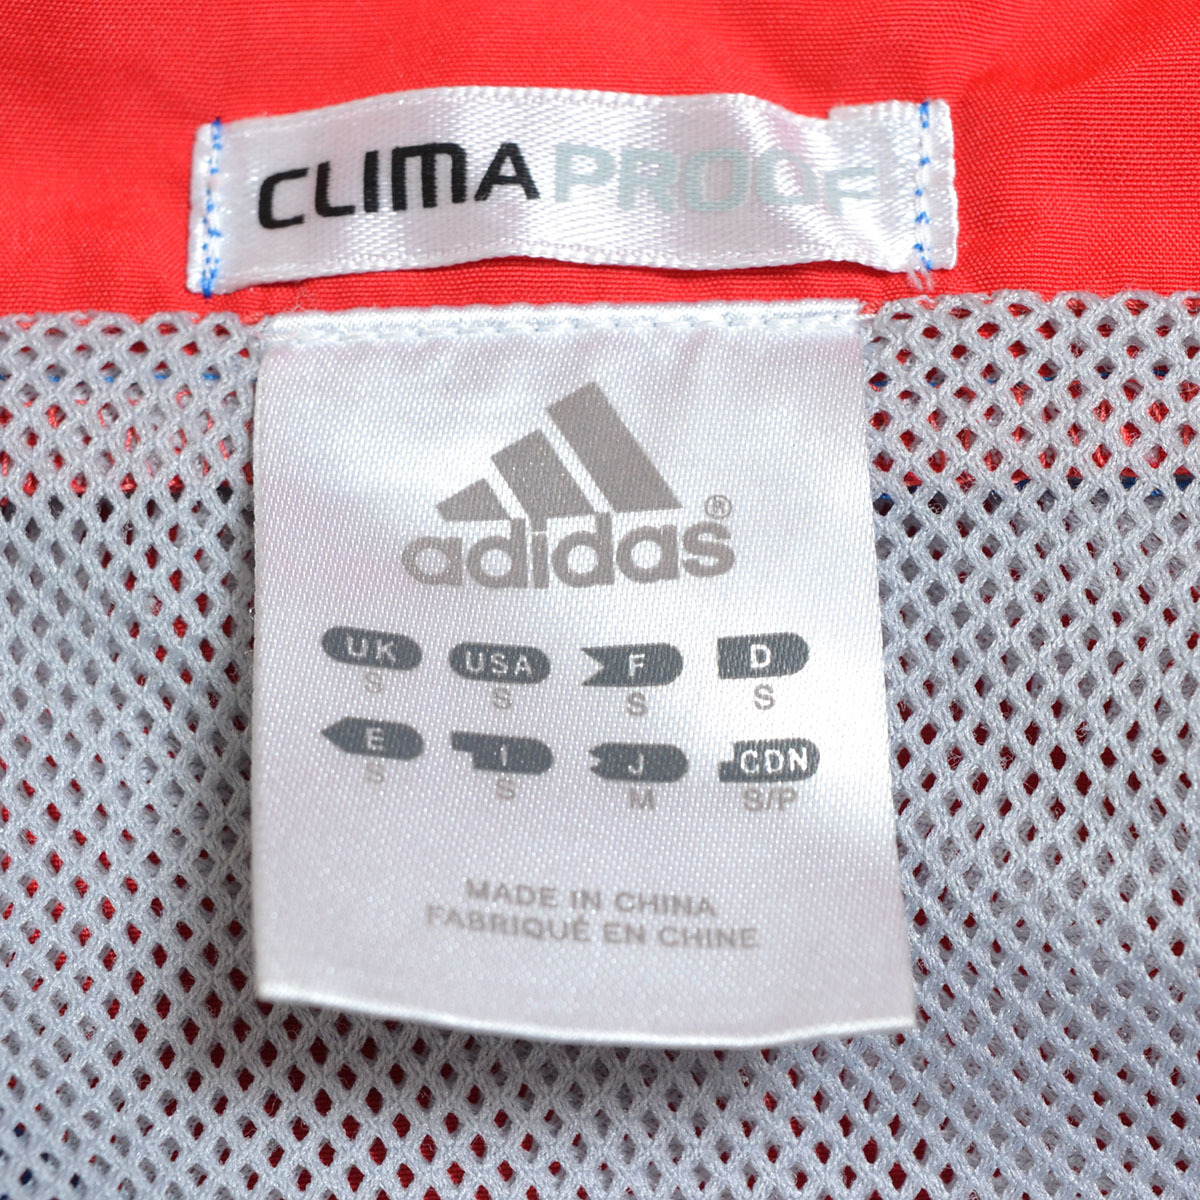 CLIMAPROOF
adidas®
UK USA F D
S S S S
E I J CDN
S S M S/P
MADE IN CHINA
FABRIQUÉ EN CHINE